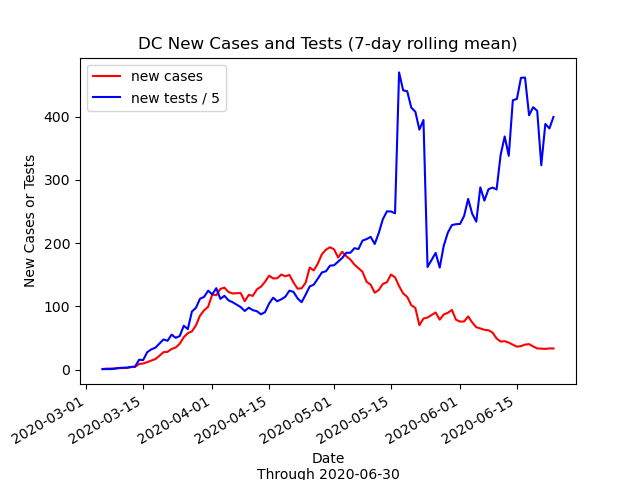 DC New Cases and Tests (7-day rolling mean)
new cases
new tests / 5
New Cases or Tests
400
300
200
100
0
2020-03-01
2020-03-15
2020-04-01
2020-04-15
2020-05-01
2020-05-15
2020-06-01
2020-06-15
Date
Through 2020-06-30